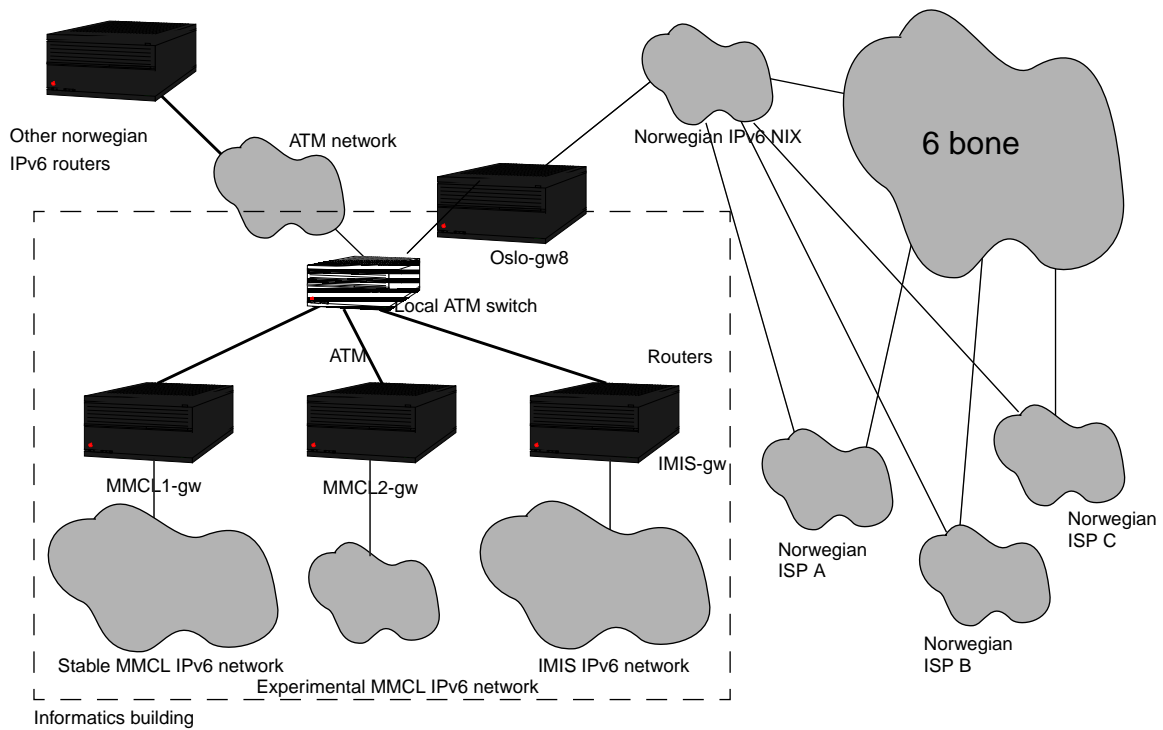 Other norwegian
IPv6 routers
ATM network
Norwegian IPv6 NIX
6 bone
Oslo-gw8
Local ATM switch
ATM
Routers
MMCL1-gw
MMCL2-gw
IMIS-gw
Norwegian
ISP A
Norwegian
ISP C
Norwegian
ISP B
Stable MMCL IPv6 network
IMIS IPv6 network
Experimental MMCL IPv6 network
Informatics building